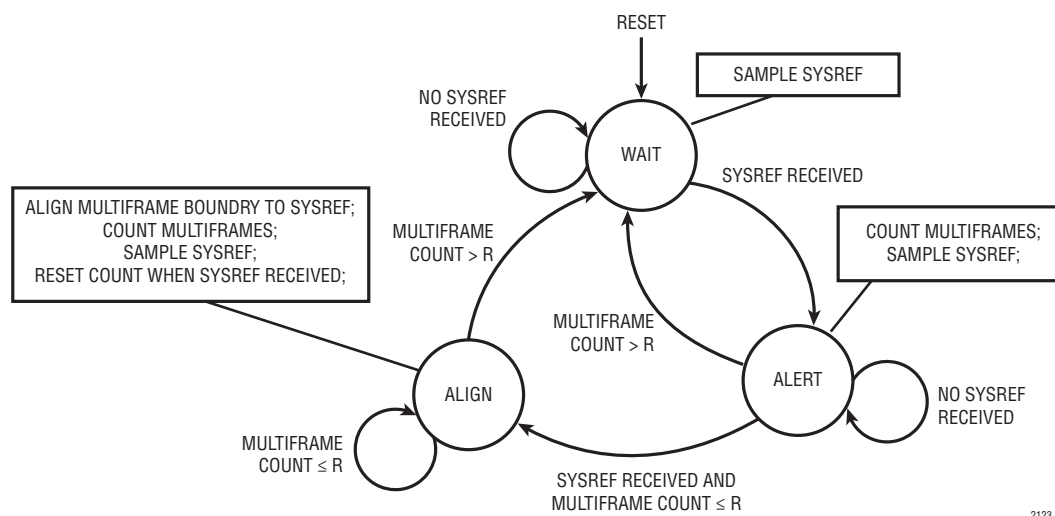 RESET
SAMPLE SYSREF
NO SYSREF
RECEIVED
WAIT
SYSREF RECEIVED
ALIGN MULTIFRAME BOUNDRY TO SYSREF;
COUNT MULTIFRAMES;
SAMPLE SYSREF;
RESET COUNT WHEN SYSREF RECEIVED;
MULTIFRAME
COUNT > R
COUNT MULTIFRAMES;
SAMPLE SYSREF;
MULTIFRAME
COUNT > R
ALIGN
ALERT
NO SYSREF
RECEIVED
MULTIFRAME
COUNT ≤ R
SYSREF RECEIVED AND
MULTIFRAME COUNT ≤ R